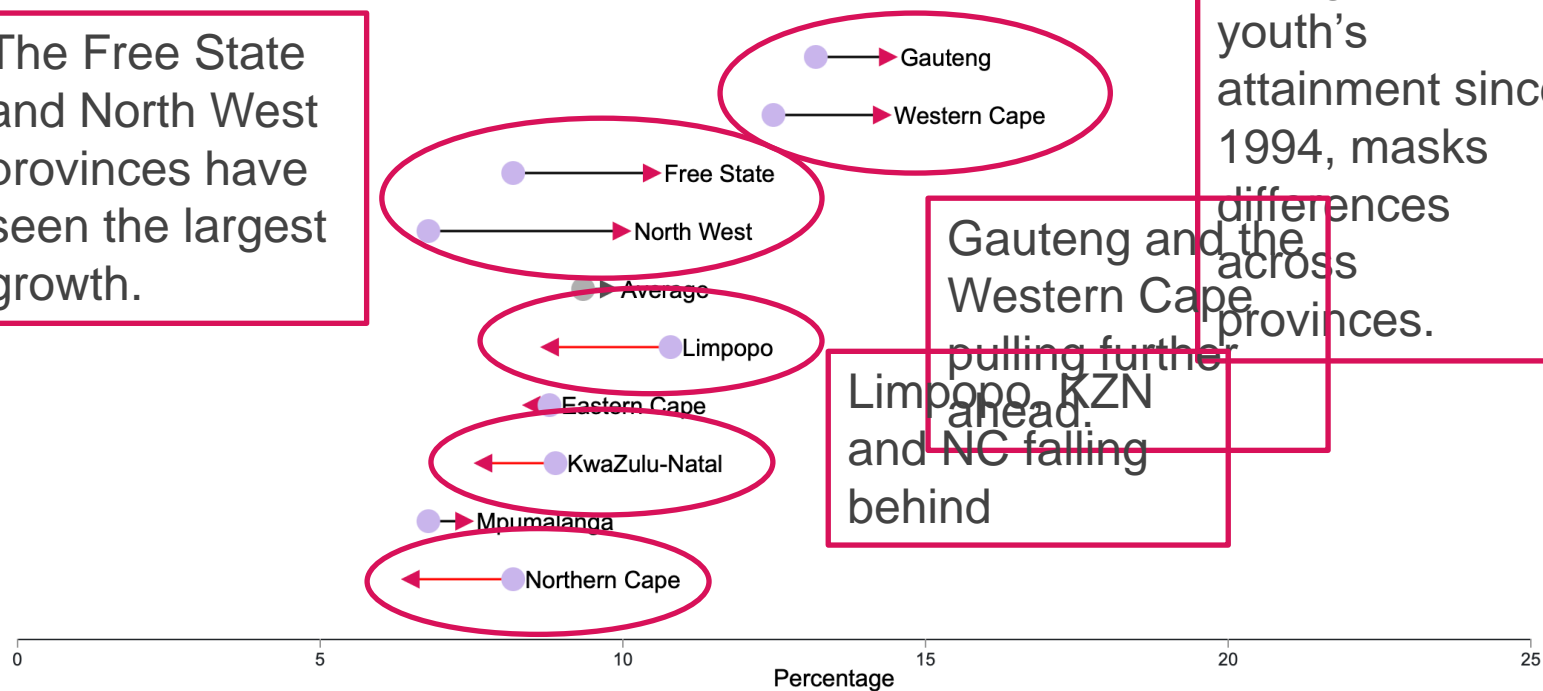 The Free State
and North West
provinces have
seen the largest
growth.
youth's
attainment since
1994, masks
differences
across
provinces.
Gauteng
Western Cape
Free State
North West
Average
Limpopo
Eastern Cape
KwaZulu-Natal
Mpumalanga
Northern Cape
Gauteng and the
Western Cape
pulling further
ahead.
Limpopo, KZN
and NC falling
behind
0 5 10 15 20 25
Percentage